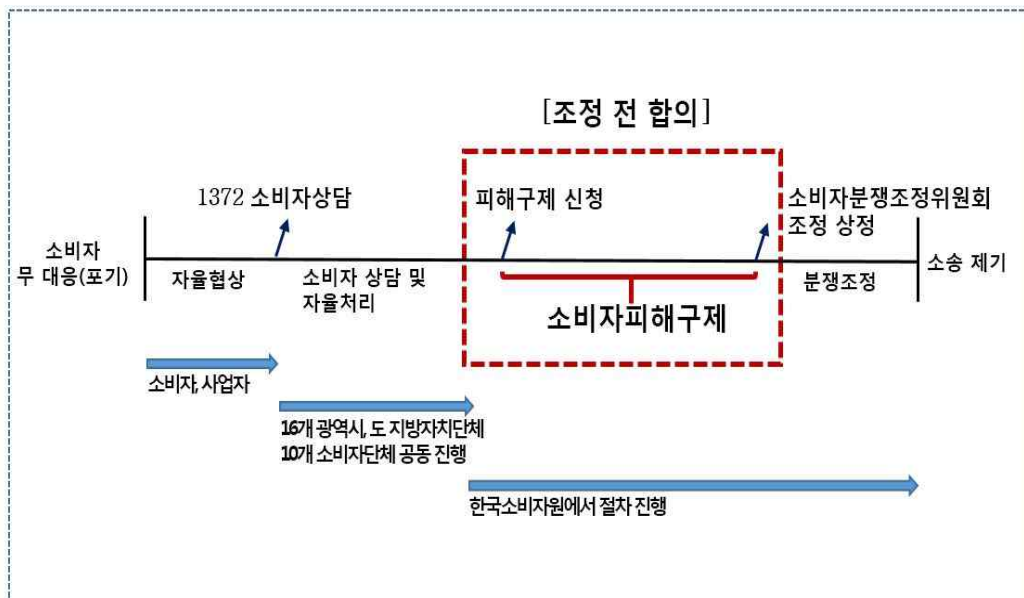 [조정 전 합의]
1372 소비자상담
피해구제 신청
소비자분쟁조정위원회
조정 상정
소비자
무 대응(포기)
자율협상
소비자 상담 및
자율처리
소비자피해구제
분쟁조정
소송 제기
소비자, 사업자
16개 광역시, 도 지방자치단체
10개 소비자단체 공동 진행
한국소비자원에서 절차 진행